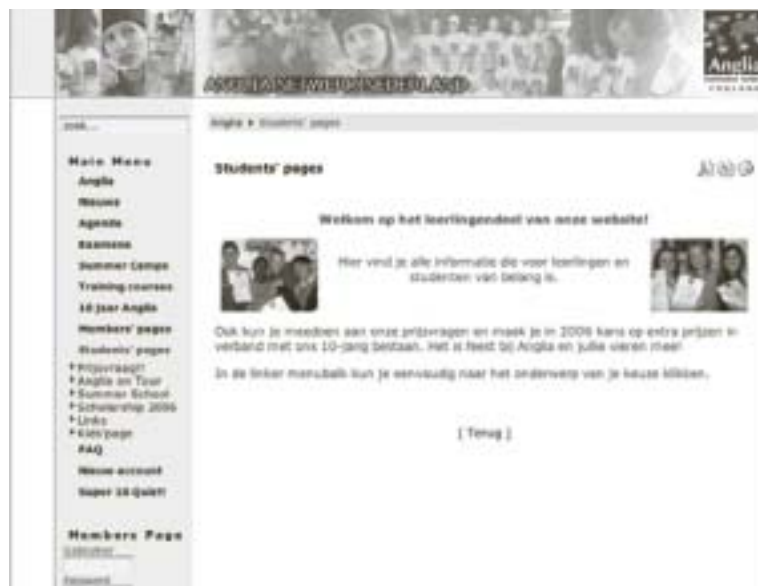 ANGLIA NETWERK NEDERLAND
Anglia
zoek...
Anglia Students' pages
Main Menu
Anglia
Nieuws
Agenda
Examens
Summer Camps
Training courses
10 jaar Anglia
Members' pages
Students' pages
Prijsvraag!!
Anglia on Tour
Summer School
Scholarship 2006
Links
Kids'page
FAQ
Nieuw account
Super 10 Quiz!!
Members Page
Gebruiker
Password
Students' pages
Welkom op het leerlingendeel van onze website!
Hier vind je alle informatie die voor leerlingen en
studenten van belang is.
Ook kun je meedoen aan onze prijsvragen en maak je in 2006 kans op extra prijzen in
verband met ons 10-jarig bestaan. Het is feest bij Anglia en jullie vieren mee!
In de linker menubalk kun je eenvoudig naar het onderwerp van je keuze klikken.
[ Terug ]